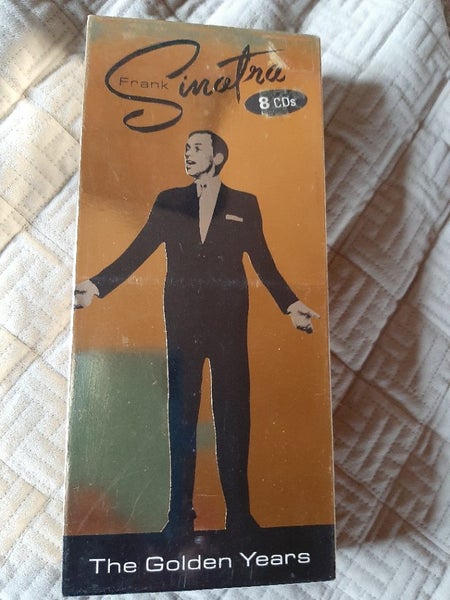 Frank Sinatra
8 CDs
The Golden Years